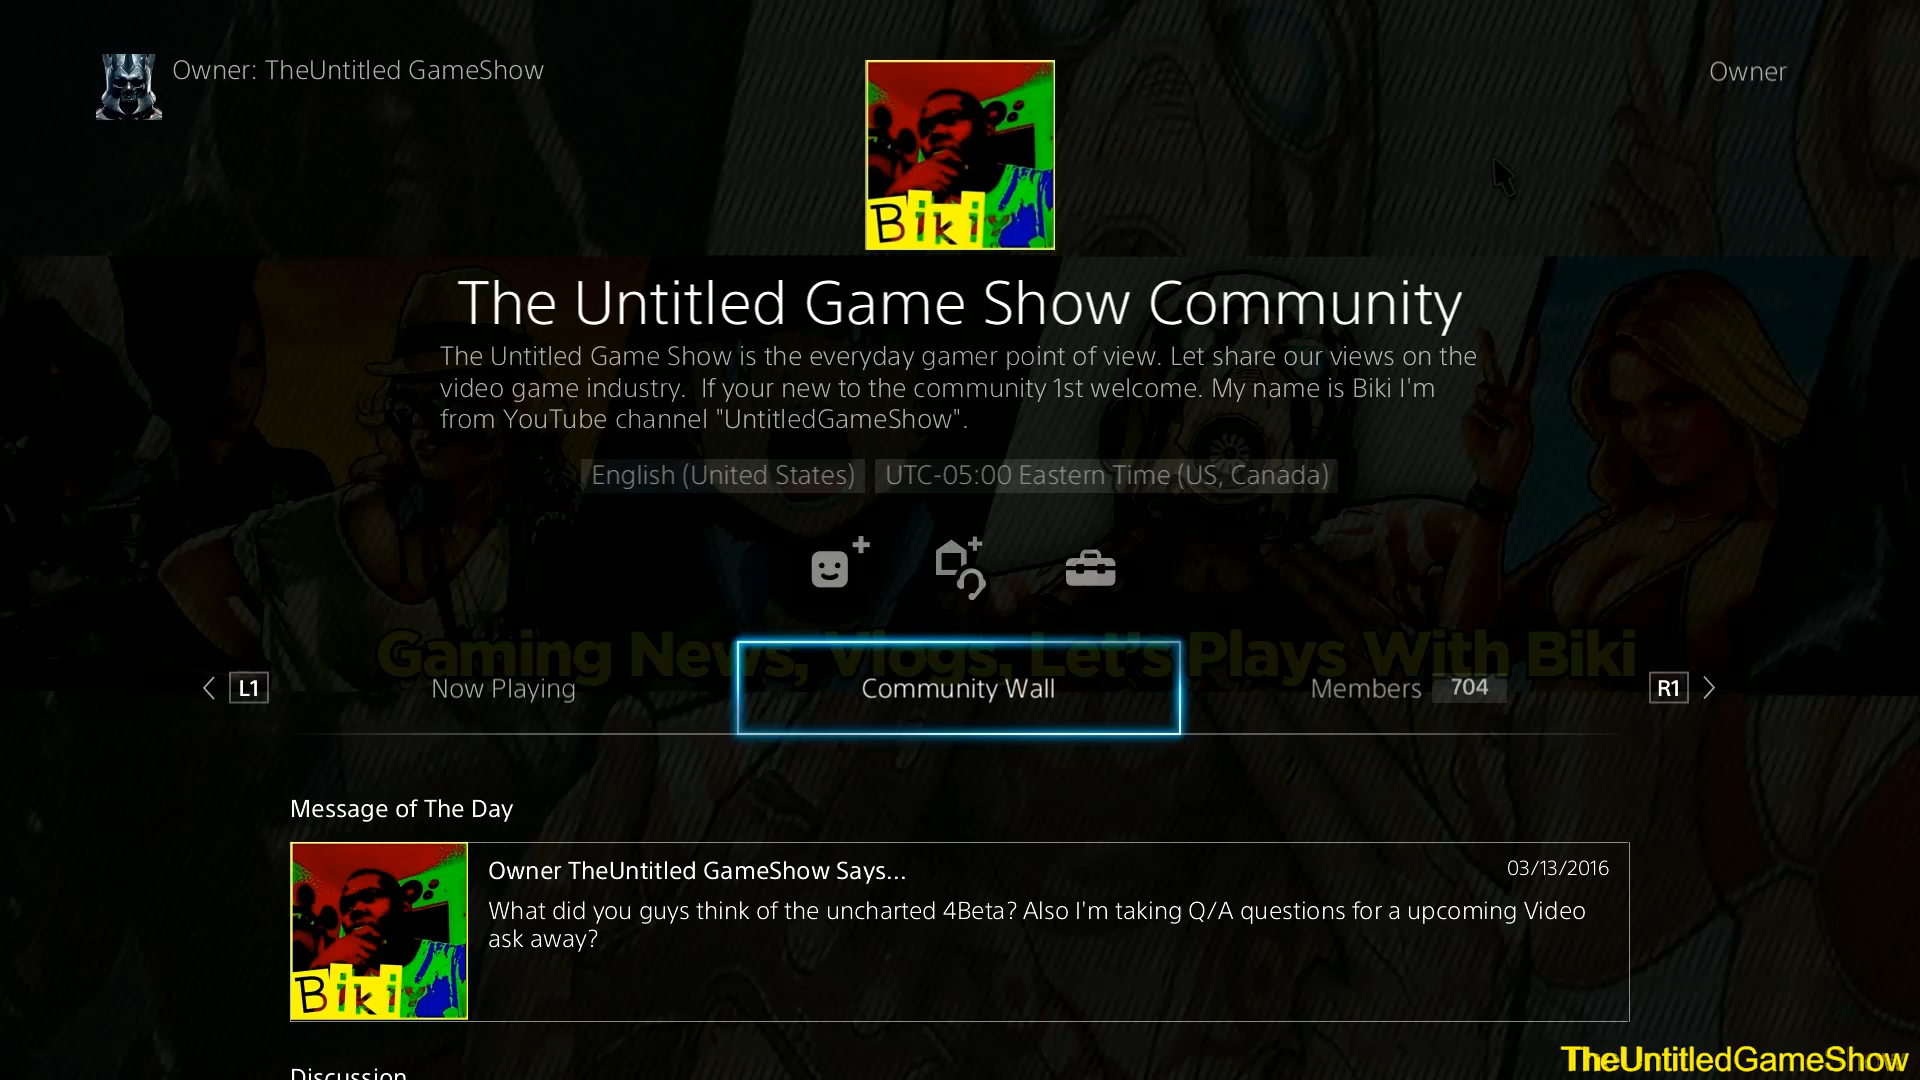 Owner: TheUntitled GameShow
Owner
Biki
The Untitled Game Show Community
The Untitled Game Show is the everyday gamer point of view. Let share our views on the
video game industry.  If your new to the community 1st welcome. My name is Biki I'm
from YouTube channel "UntitledGameShow".
English (United States)
UTC-05:00 Eastern Time (US, Canada)
Gaming News, Vlogs, Let's Plays With Biki
L1
Now Playing
Community Wall
Members 704
R1
Message of The Day
Owner TheUntitled GameShow Says...
03/13/2016
What did you guys think of the uncharted 4Beta? Also I'm taking Q/A questions for a upcoming Video
ask away?
Biki
Discussion
TheUntitledGameShow